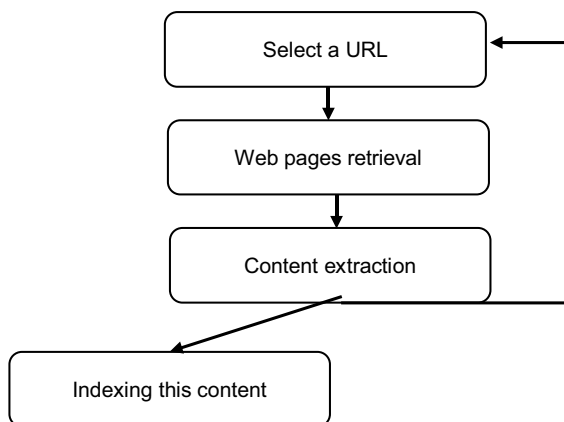 Select a URL
Web pages retrieval
Content extraction
Indexing this content